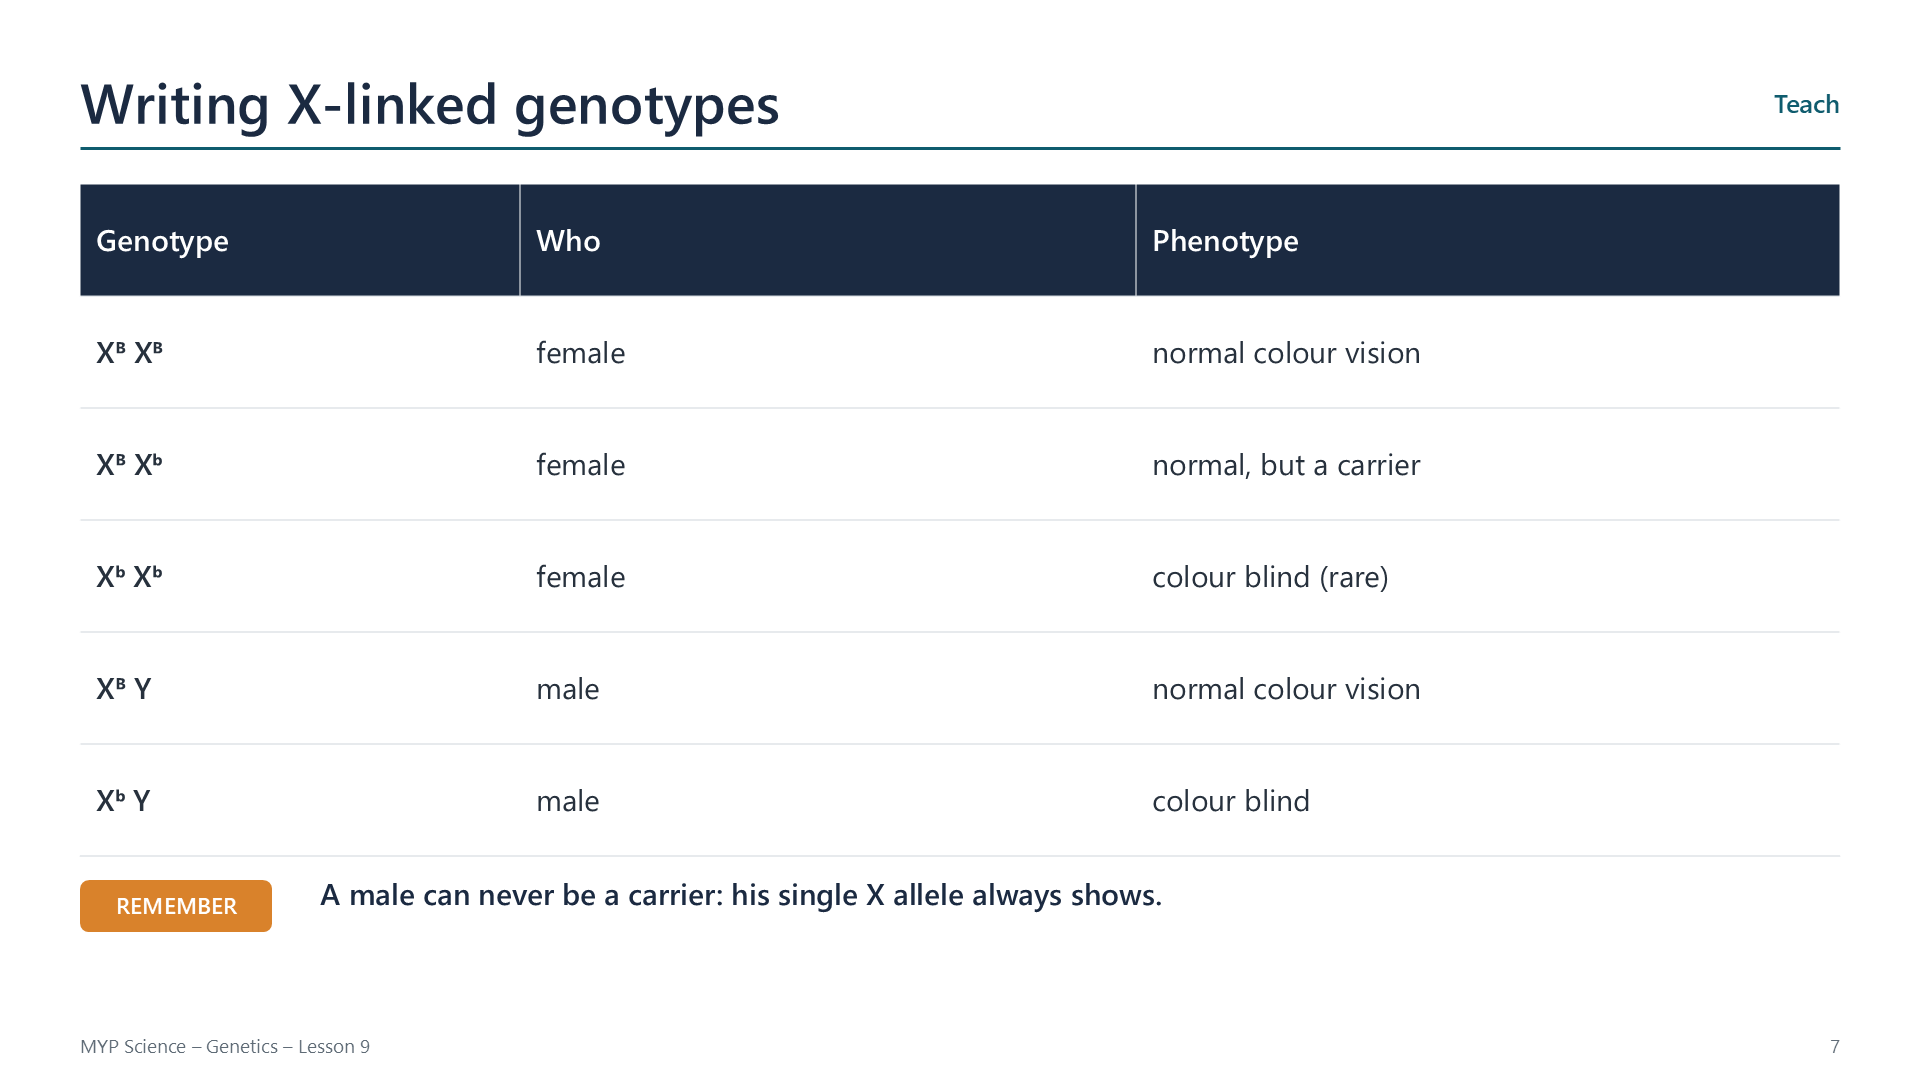 Writing X-linked genotypes
Teach
Genotype Who Phenotype
Xᴮ Xᴮ female normal colour vision
Xᴮ Xᵇ female normal, but a carrier
Xᵇ Xᵇ female colour blind (rare)
Xᴮ Y male normal colour vision
Xᵇ Y male colour blind
REMEMBER A male can never be a carrier: his single X allele always shows.
MYP Science – Genetics – Lesson 9 7